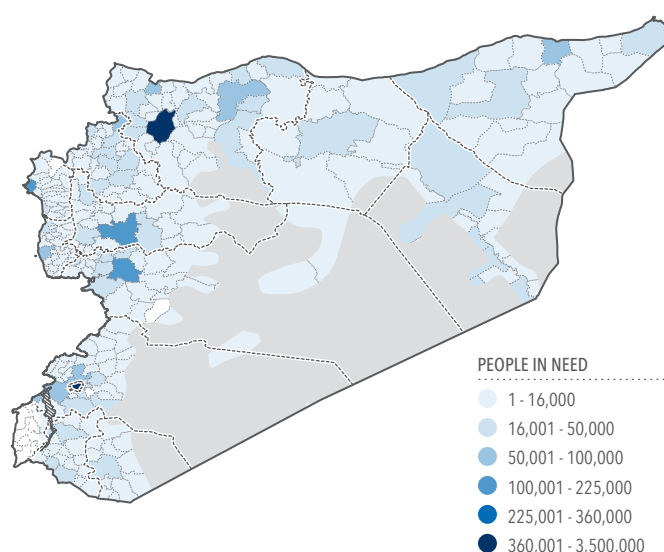 PEOPLE IN NEED
1 - 16,000
16,001 - 50,000
50,001 - 100,000
100,001 - 225,000
225,001 - 360,000
360,001 - 3,500,000